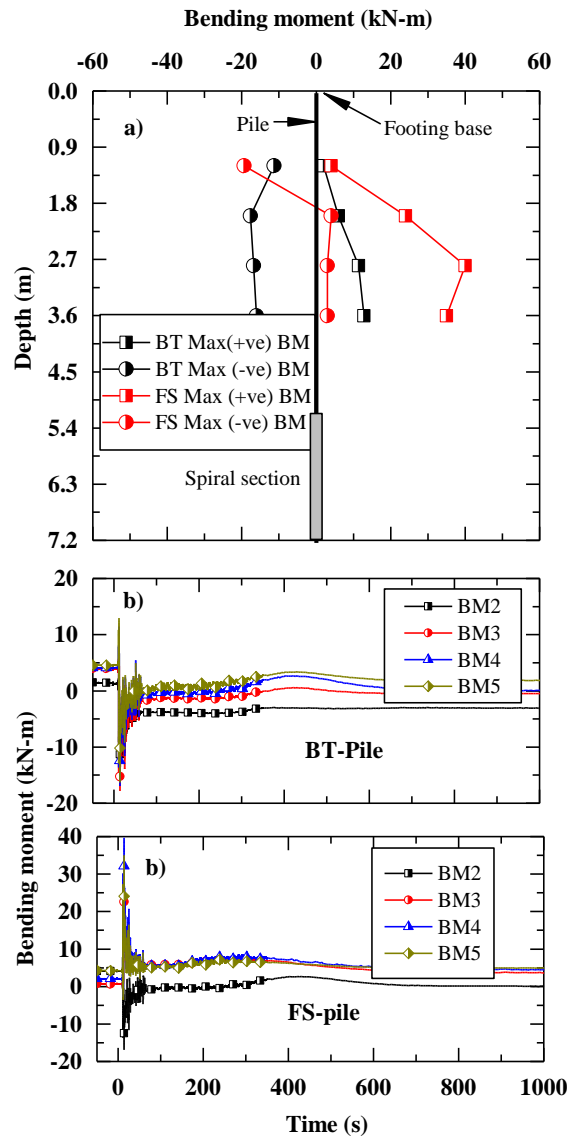 Bending moment (kN-m)
-60 -40 -20 0 20 40 60
0.0
0.9
1.8
2.7
3.6
4.5
5.4
6.3
7.2
Depth (m)
a)
Pile
Footing base
BT Max(+ve) BM
BT Max (-ve) BM
FS Max (+ve) BM
FS Max (-ve) BM
Spiral section
Bending moment (kN-m)
20
10
0
-10
-20
b)
BM2
BM3
BM4
BM5
BT-Pile
40
30
20
10
0
-10
-20
b)
BM2
BM3
BM4
BM5
FS-pile
0 200 400 600 800 1000
Time (s)